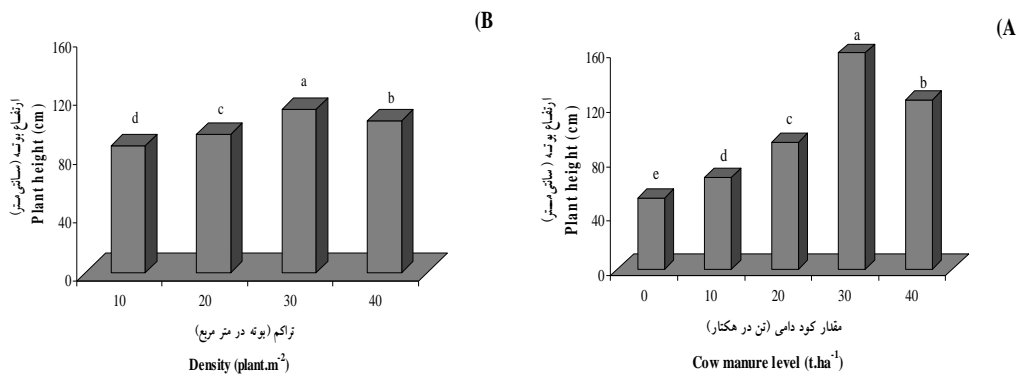 (B
160
120
80
40
0
ارتفاع بوته (سانتی‌متر)
Plant height (cm)
d
c
a
b
10 20 30 40
تراکم (بوته در متر مربع)
Density (plant.m⁻²)
(A
160
120
80
40
0
ارتفاع بوته (سانتی‌متر)
Plant height (cm)
e
d
c
a
b
0 10 20 30 40
مقدار کود دامی (تن در هکتار)
Cow manure level (t.ha⁻¹)